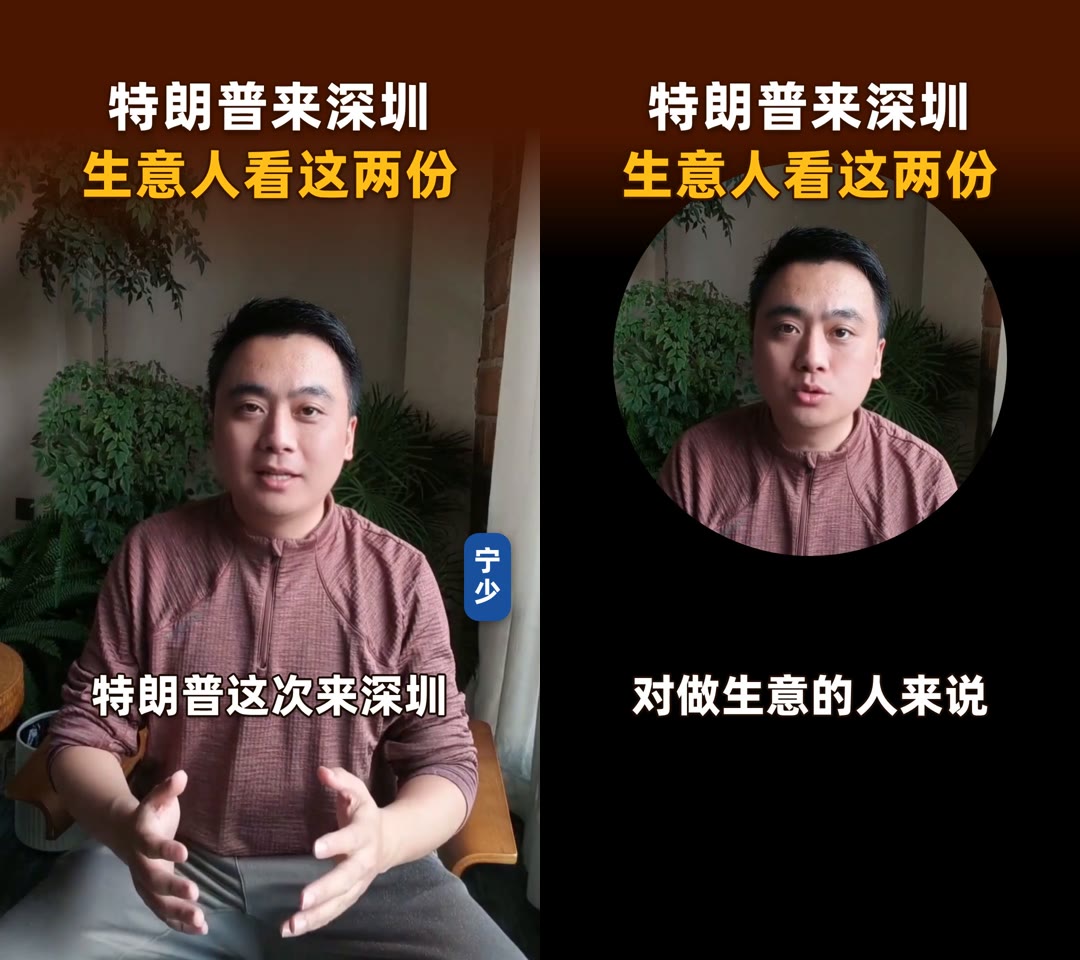 特朗普来深圳
生意人看这两份
宁少
特朗普这次来深圳
特朗普来深圳
生意人看这两份
对做生意的人来说